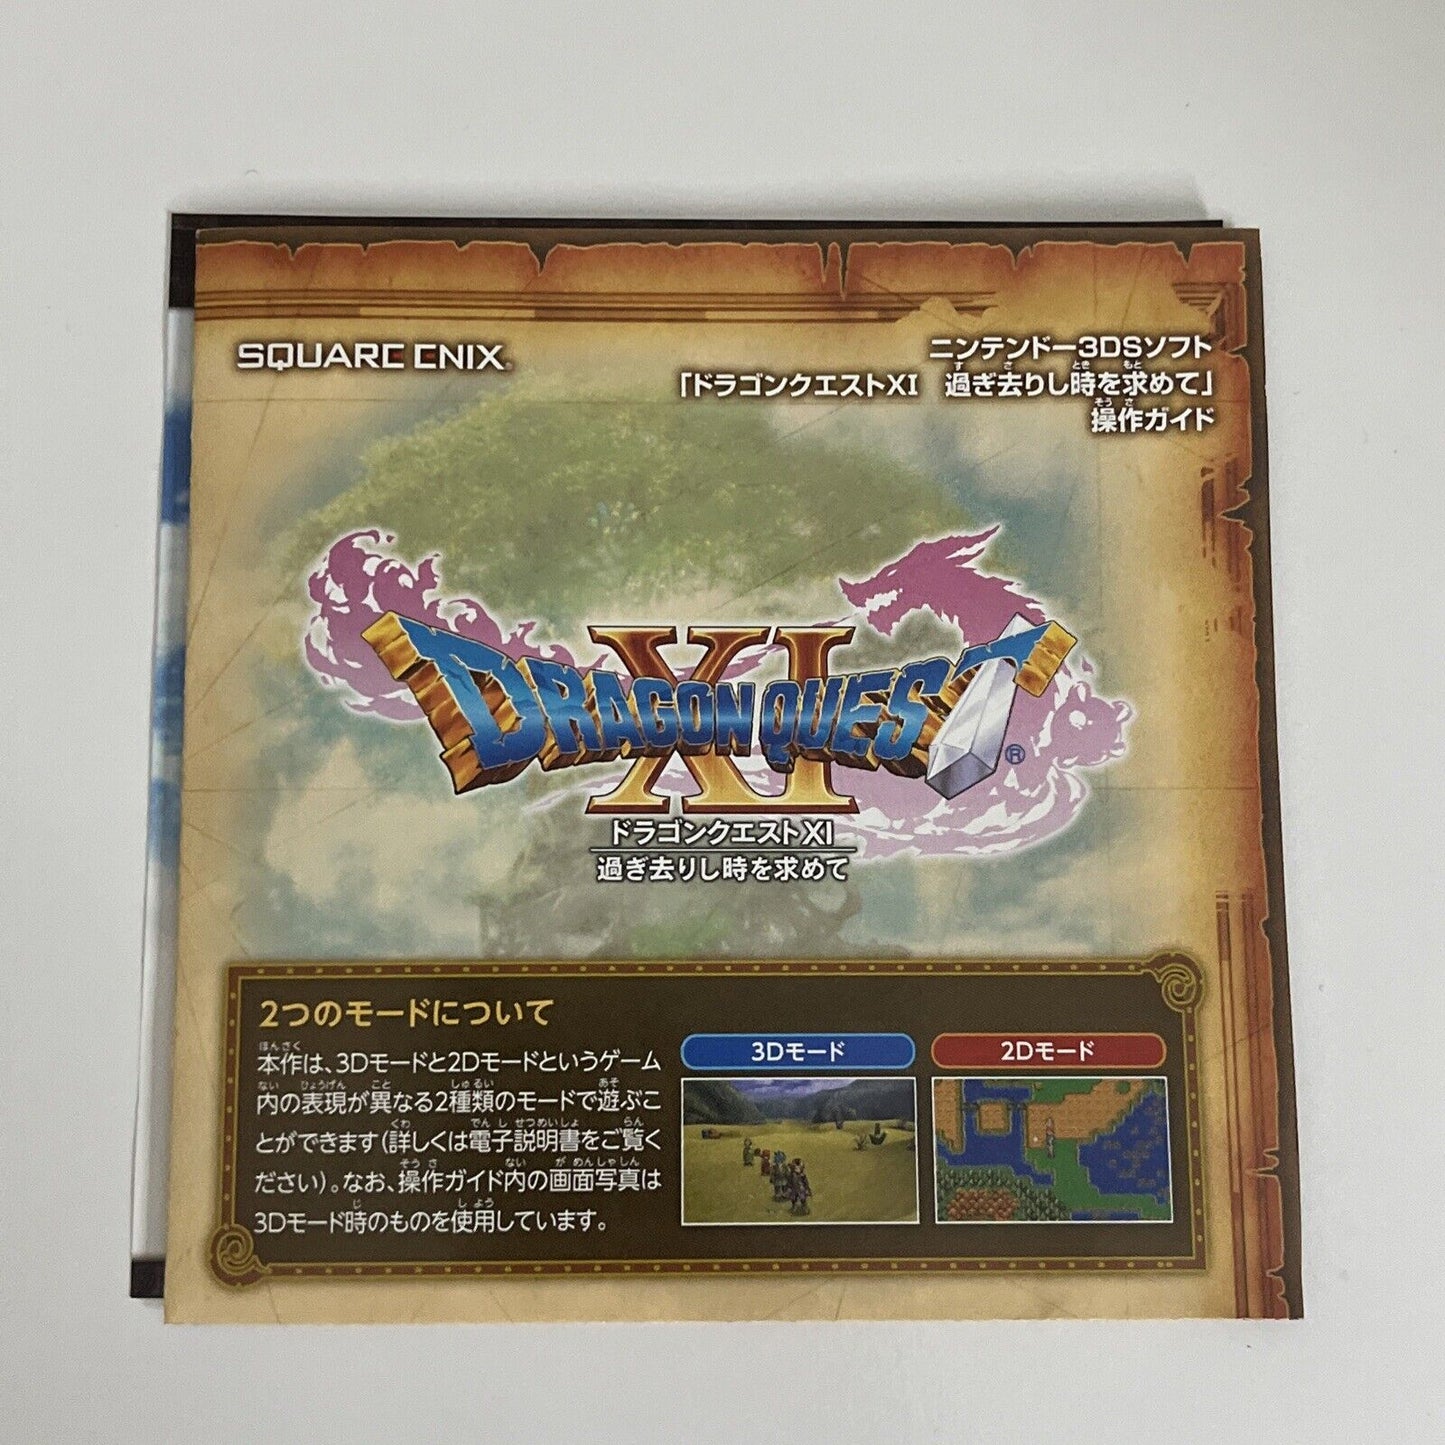 SQUARE ENIX®
ニンテンドー3DSソフト
「ドラゴンクエストXI 過ぎ去りし時を求めて」
操作ガイド
XI
DRAGON QUEST®
ドラゴンクエストXI
過ぎ去りし時を求めて
2つのモードについて
本作は、3Dモードと2Dモードというゲーム
内の表現が異なる2種類のモードで遊ぶこ
とができます(詳しくは電子説明書をご覧く
ださい)。なお、操作ガイド内の画面写真は
3Dモード時のものを使用しています。
3Dモード
2Dモード